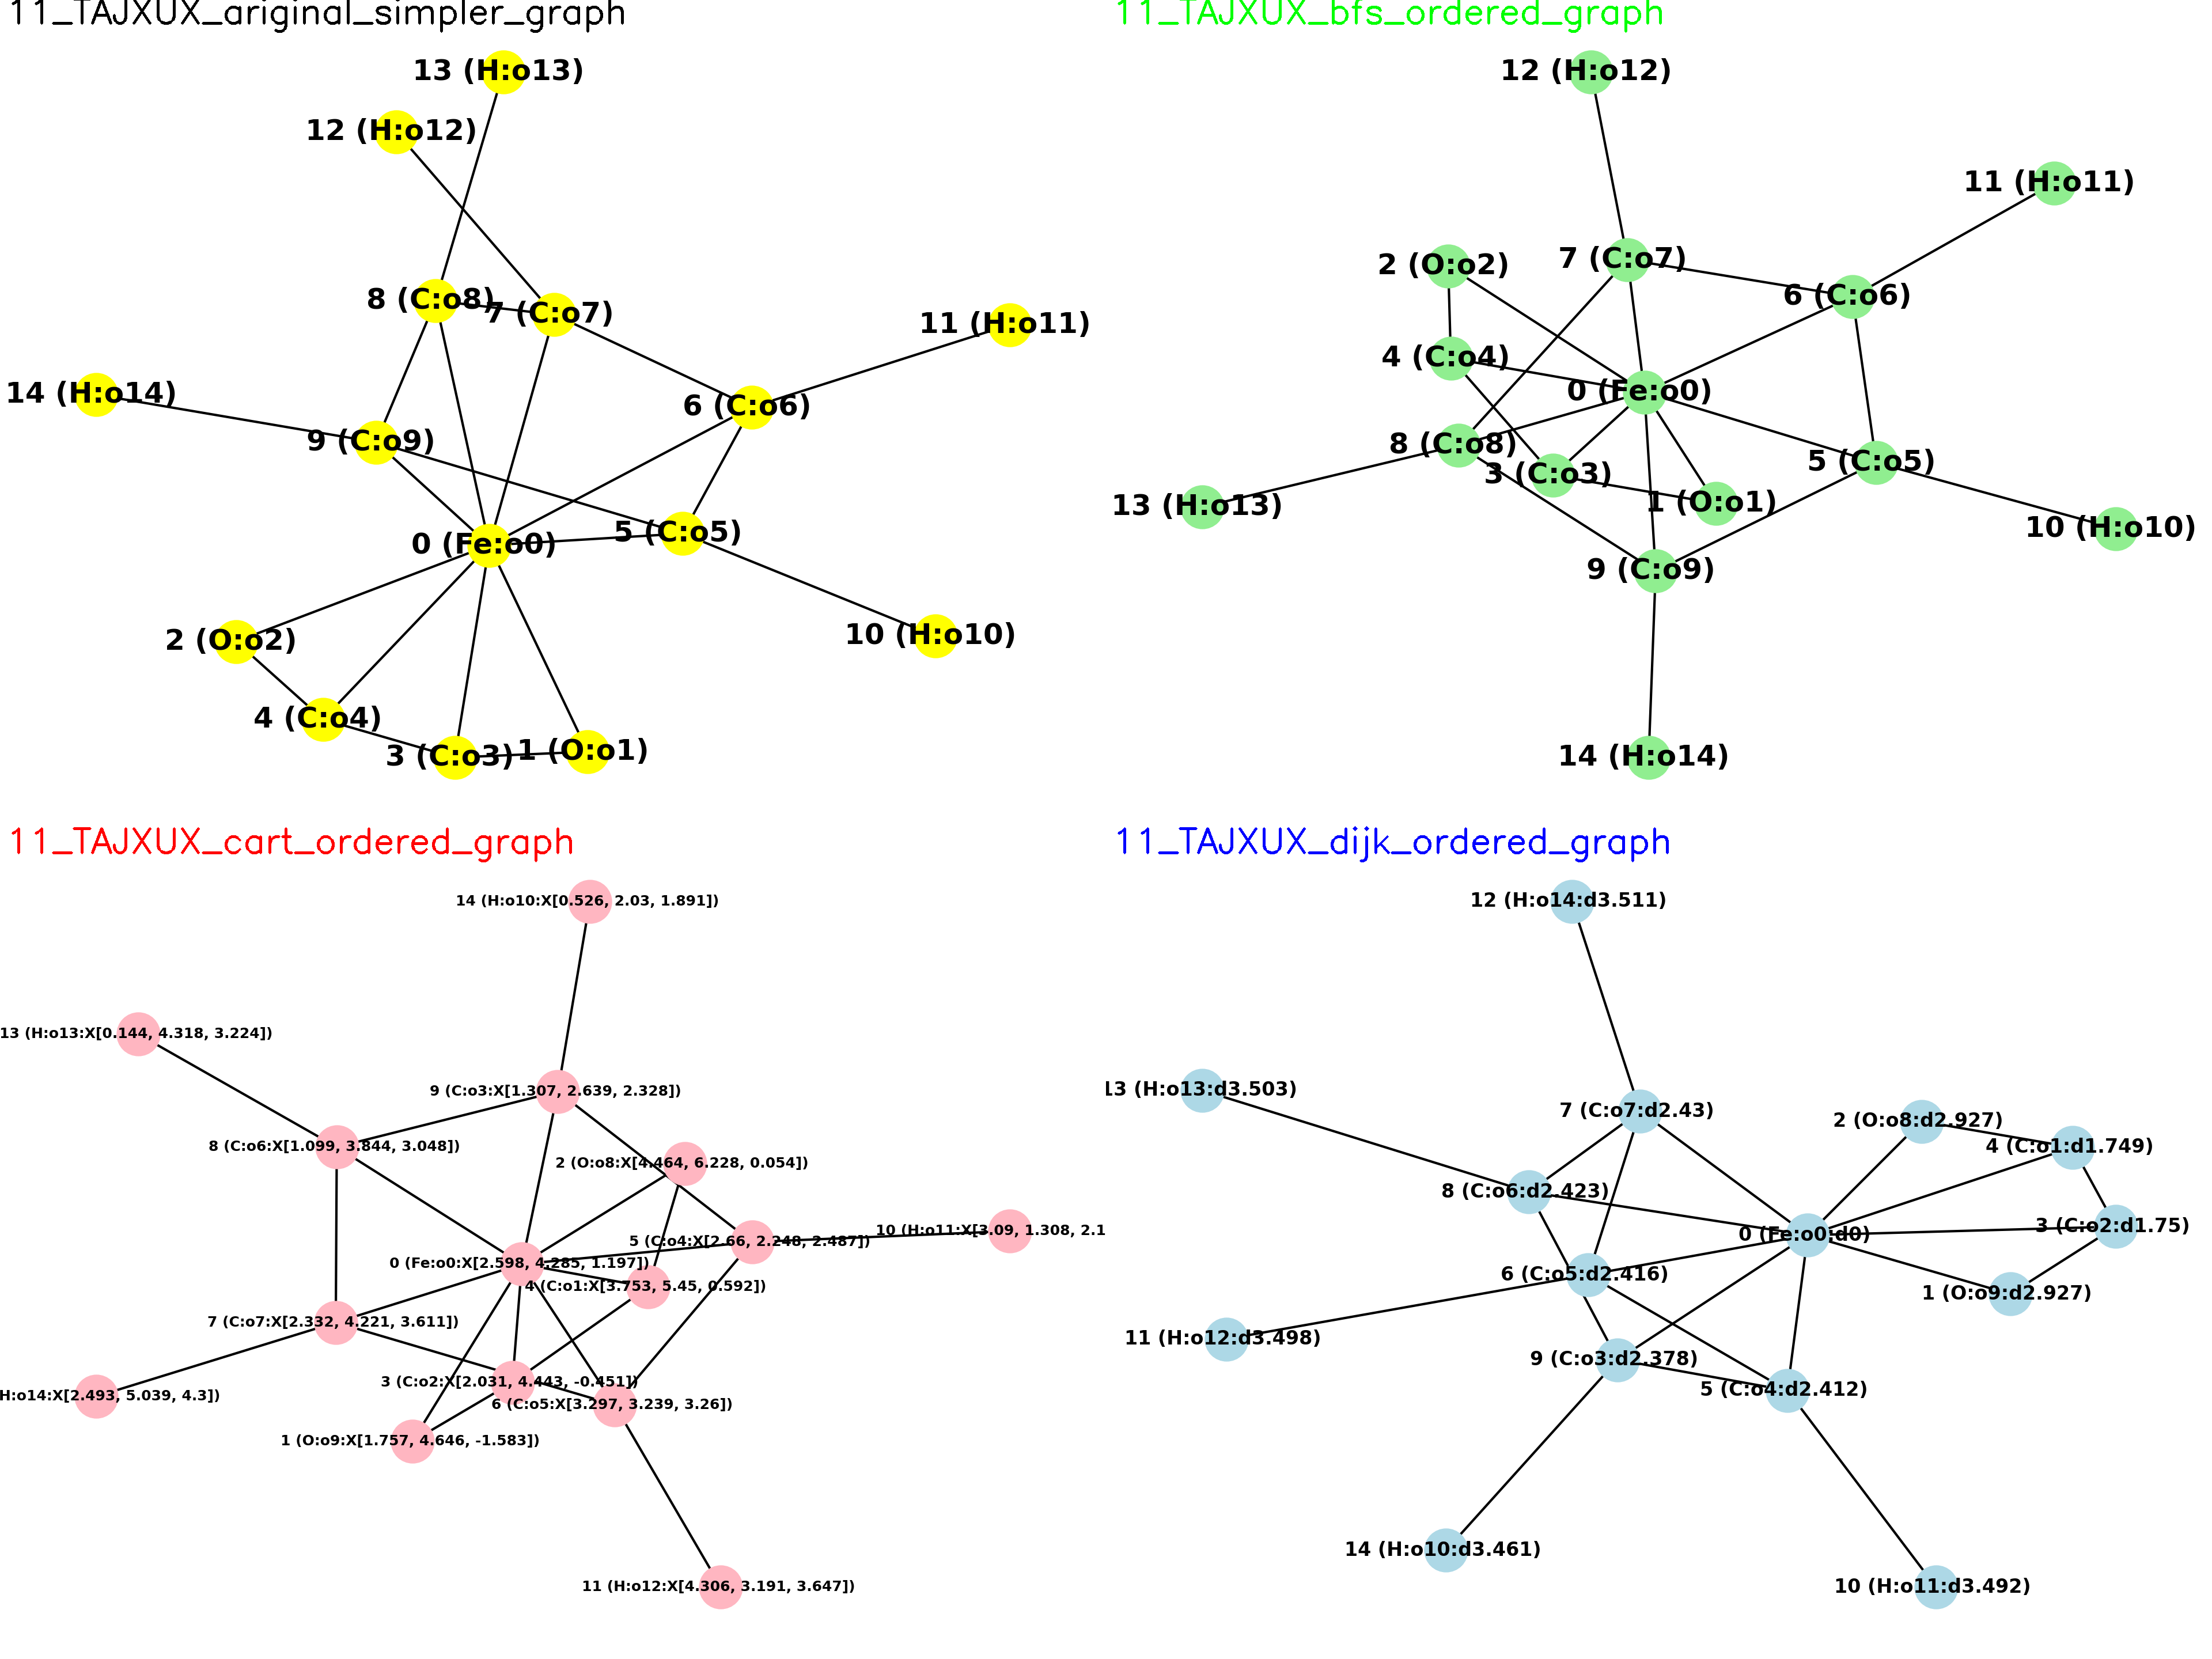 11_TAJXUX_ariginal_simpler_graph
13 (H:o13)
12 (H:o12)
8 (C:o8)
7 (C:o7)
11 (H:o11)
14 (H:o14)
6 (C:o6)
9 (C:o9)
0 (Fe:o0)
5 (C:o5)
2 (O:o2)
10 (H:o10)
4 (C:o4)
3 (C:o3)
1 (O:o1)
11_TAJXUX_bfs_ordered_graph
12 (H:o12)
11 (H:o11)
2 (O:o2)
7 (C:o7)
6 (C:o6)
4 (C:o4)
0 (Fe:o0)
8 (C:o8)
3 (C:o3)
5 (C:o5)
13 (H:o13)
1 (O:o1)
10 (H:o10)
9 (C:o9)
14 (H:o14)
11_TAJXUX_cart_ordered_graph
14 (H:o10:X[0.526, 2.03, 1.891])
13 (H:o13:X[0.144, 4.318, 3.224])
9 (C:o3:X[1.307, 2.639, 2.328])
8 (C:o6:X[1.099, 3.844, 3.048])
2 (O:o8:X[4.464, 6.228, 0.054])
10 (H:o11:X[3.09, 1.308, 2.1
5 (C:o4:X[2.66, 2.248, 2.487])
0 (Fe:o0:X[2.598, 4.285, 1.197])
4 (C:o1:X[3.753, 5.45, 0.592])
7 (C:o7:X[2.332, 4.221, 3.611])
3 (C:o2:X[2.031, 4.443, -0.451])
H:o14:X[2.493, 5.039, 4.3])
6 (C:o5:X[3.297, 3.239, 3.26])
1 (O:o9:X[1.757, 4.646, -1.583])
11 (H:o12:X[4.306, 3.191, 3.647])
11_TAJXUX_dijk_ordered_graph
12 (H:o14:d3.511)
13 (H:o13:d3.503)
7 (C:o7:d2.43)
2 (O:o8:d2.927)
4 (C:o1:d1.749)
8 (C:o6:d2.423)
3 (C:o2:d1.75)
0 (Fe:o0:d0)
6 (C:o5:d2.416)
1 (O:o9:d2.927)
11 (H:o12:d3.498)
9 (C:o3:d2.378)
5 (C:o4:d2.412)
14 (H:o10:d3.461)
10 (H:o11:d3.492)